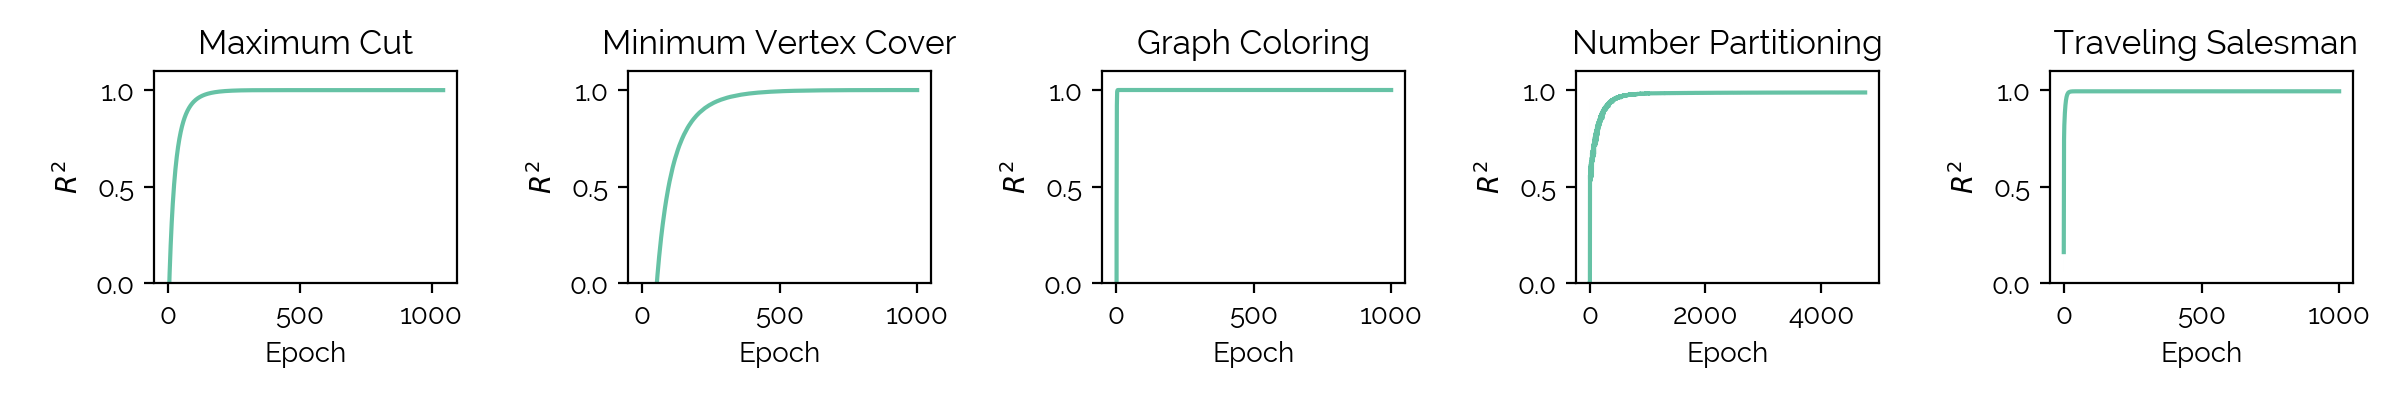 Maximum Cut
1.0
0.5
0.0
R²
0 500 1000
Epoch
Minimum Vertex Cover
1.0
0.5
0.0
R²
0 500 1000
Epoch
Graph Coloring
1.0
0.5
0.0
R²
0 500 1000
Epoch
Number Partitioning
1.0
0.5
0.0
R²
0 2000 4000
Epoch
Traveling Salesman
1.0
0.5
0.0
R²
0 500 1000
Epoch